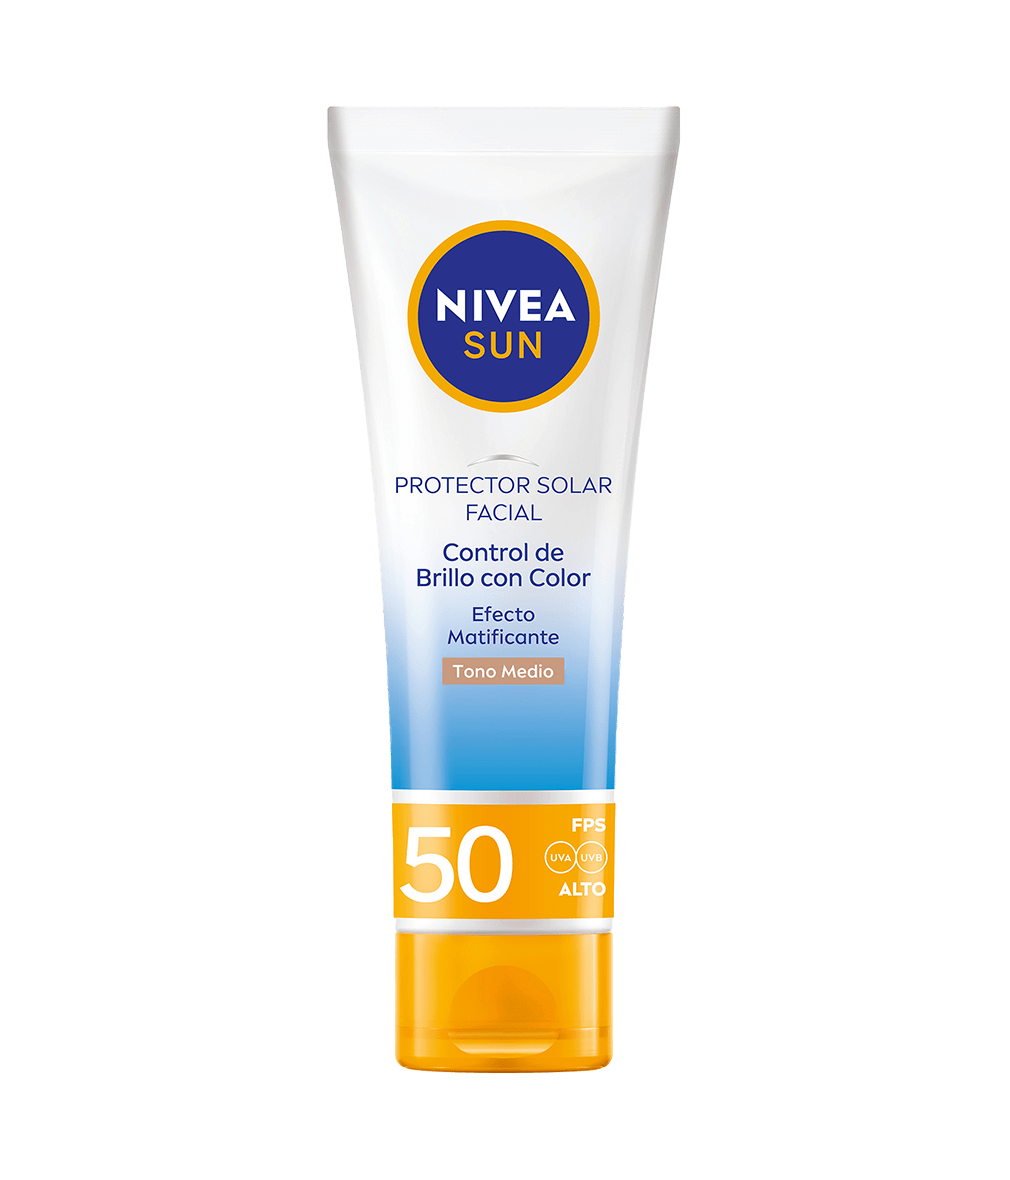 NIVEA
SUN
PROTECTOR SOLAR
FACIAL
Control de
Brillo con Color
Efecto
Matificante
Tono Medio
50
FPS
UVA UVB
ALTO